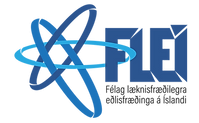 FLEÍ
Félag læknisfræðilegra
eðlisfræðinga á Íslandi